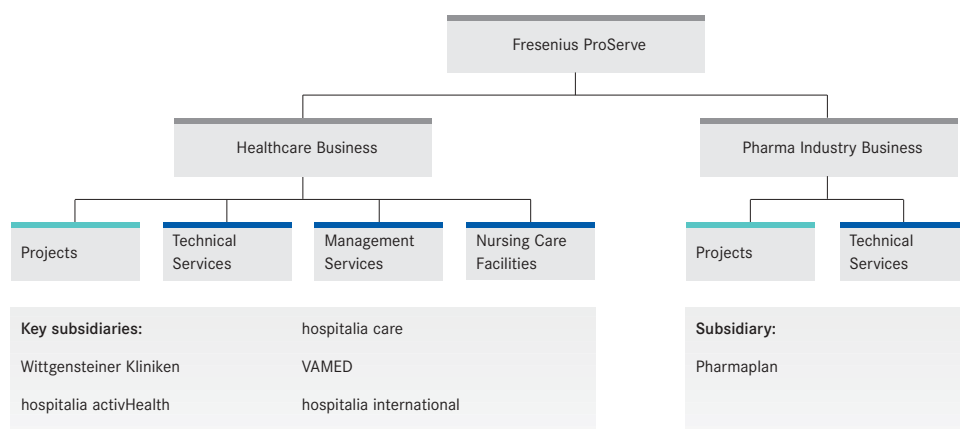 Fresenius ProServe
Healthcare Business
Pharma Industry Business
Projects
Technical
Services
Management
Services
Nursing Care
Facilities
Projects
Technical
Services
Key subsidiaries:
Wittgensteiner Kliniken
hospitalia activHealth
hospitalia care
VAMED
hospitalia international
Subsidiary:
Pharmaplan